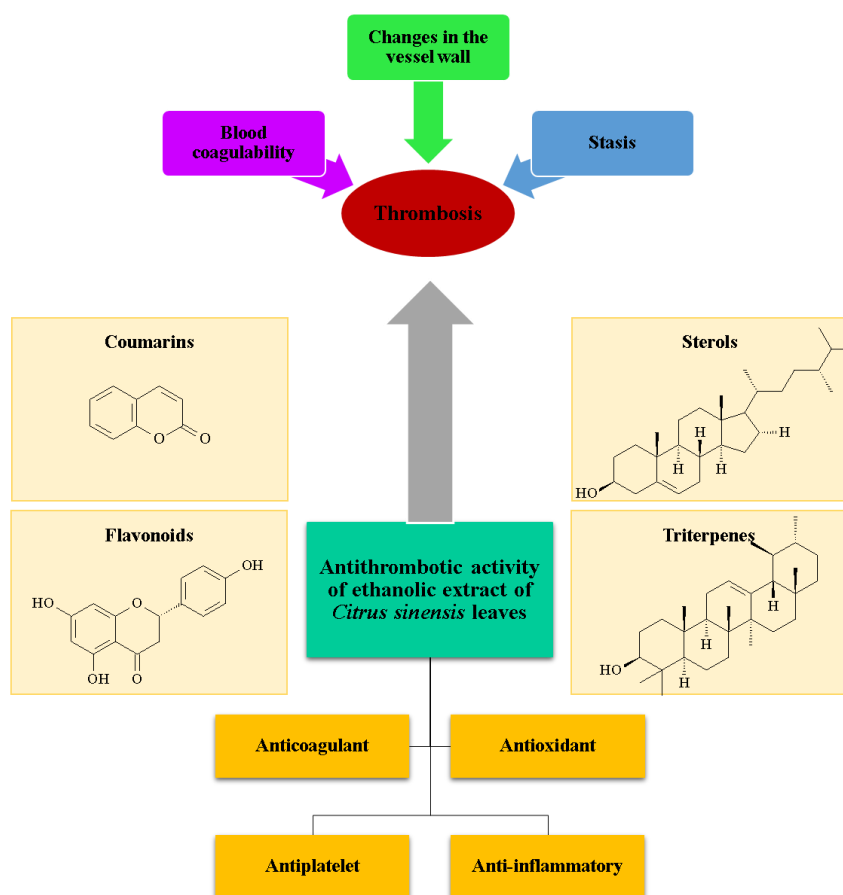 Changes in the
vessel wall
Blood
coagulability
Stasis
Thrombosis
Coumarins
O
O
Sterols
H
H
H
H
HO
Flavonoids
OH
HO
O
OH
O
Antithrombotic activity
of ethanolic extract of
Citrus sinensis leaves
Triterpenes
H
H
HO
H
Anticoagulant
Antioxidant
Antiplatelet
Anti-inflammatory